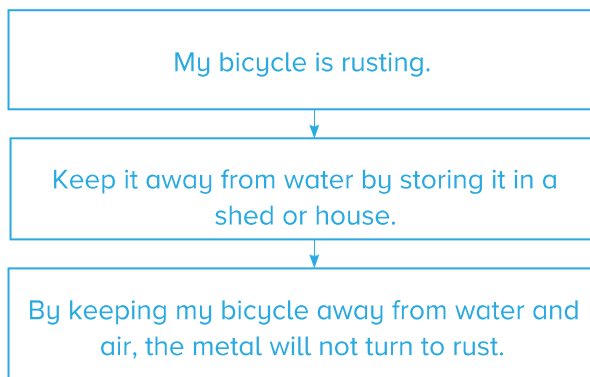 My bicycle is rusting.
Keep it away from water by storing it in a
shed or house.
By keeping my bicycle away from water and
air, the metal will not turn to rust.